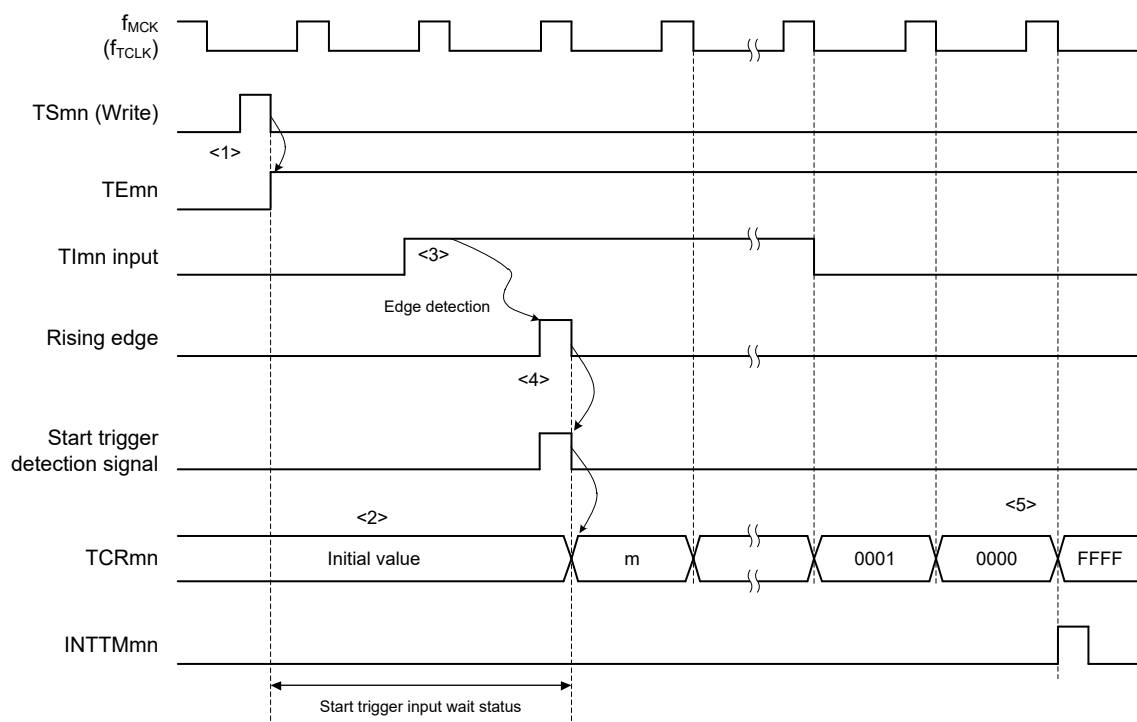 fMCK
(fTCLK)
TSmn (Write)
<1>
TEmn
TImn input
<3>
Edge detection
Rising edge
<4>
Start trigger
detection signal
<2>
<5>
TCRmn
Initial value
m
0001
0000
FFFF
INTTMmn
Start trigger input wait status